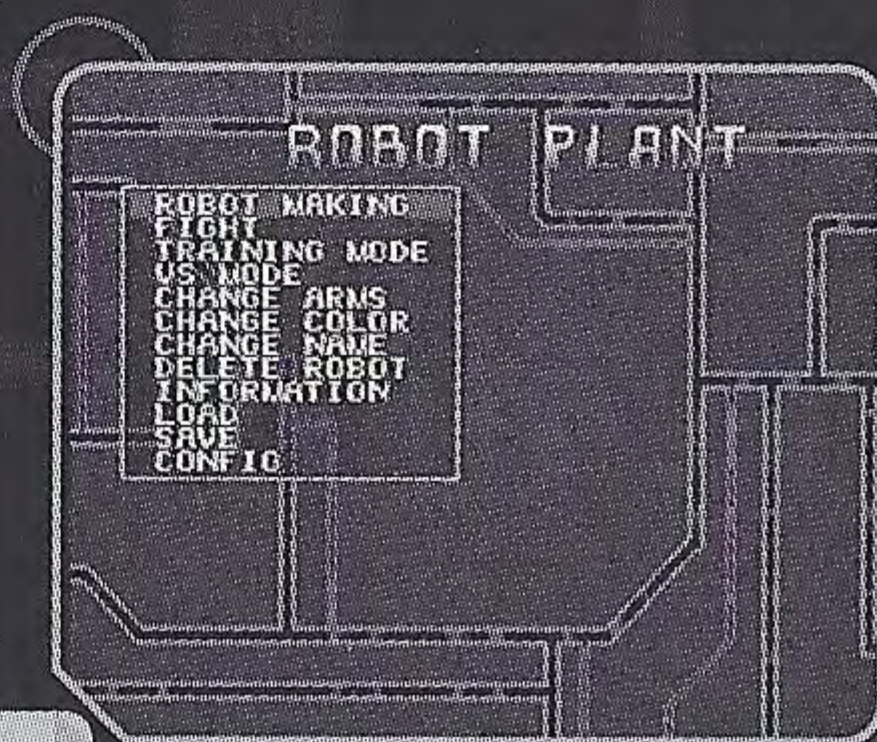 ROBOT PLANT
ROBOT MAKING
FIGHT
TRAINING MODE
VS MODE
CHANGE ARMS
CHANGE COLOR
CHANGE NAME
DELETE ROBOT
INFORMATION
LOAD
SAVE
CONFIG